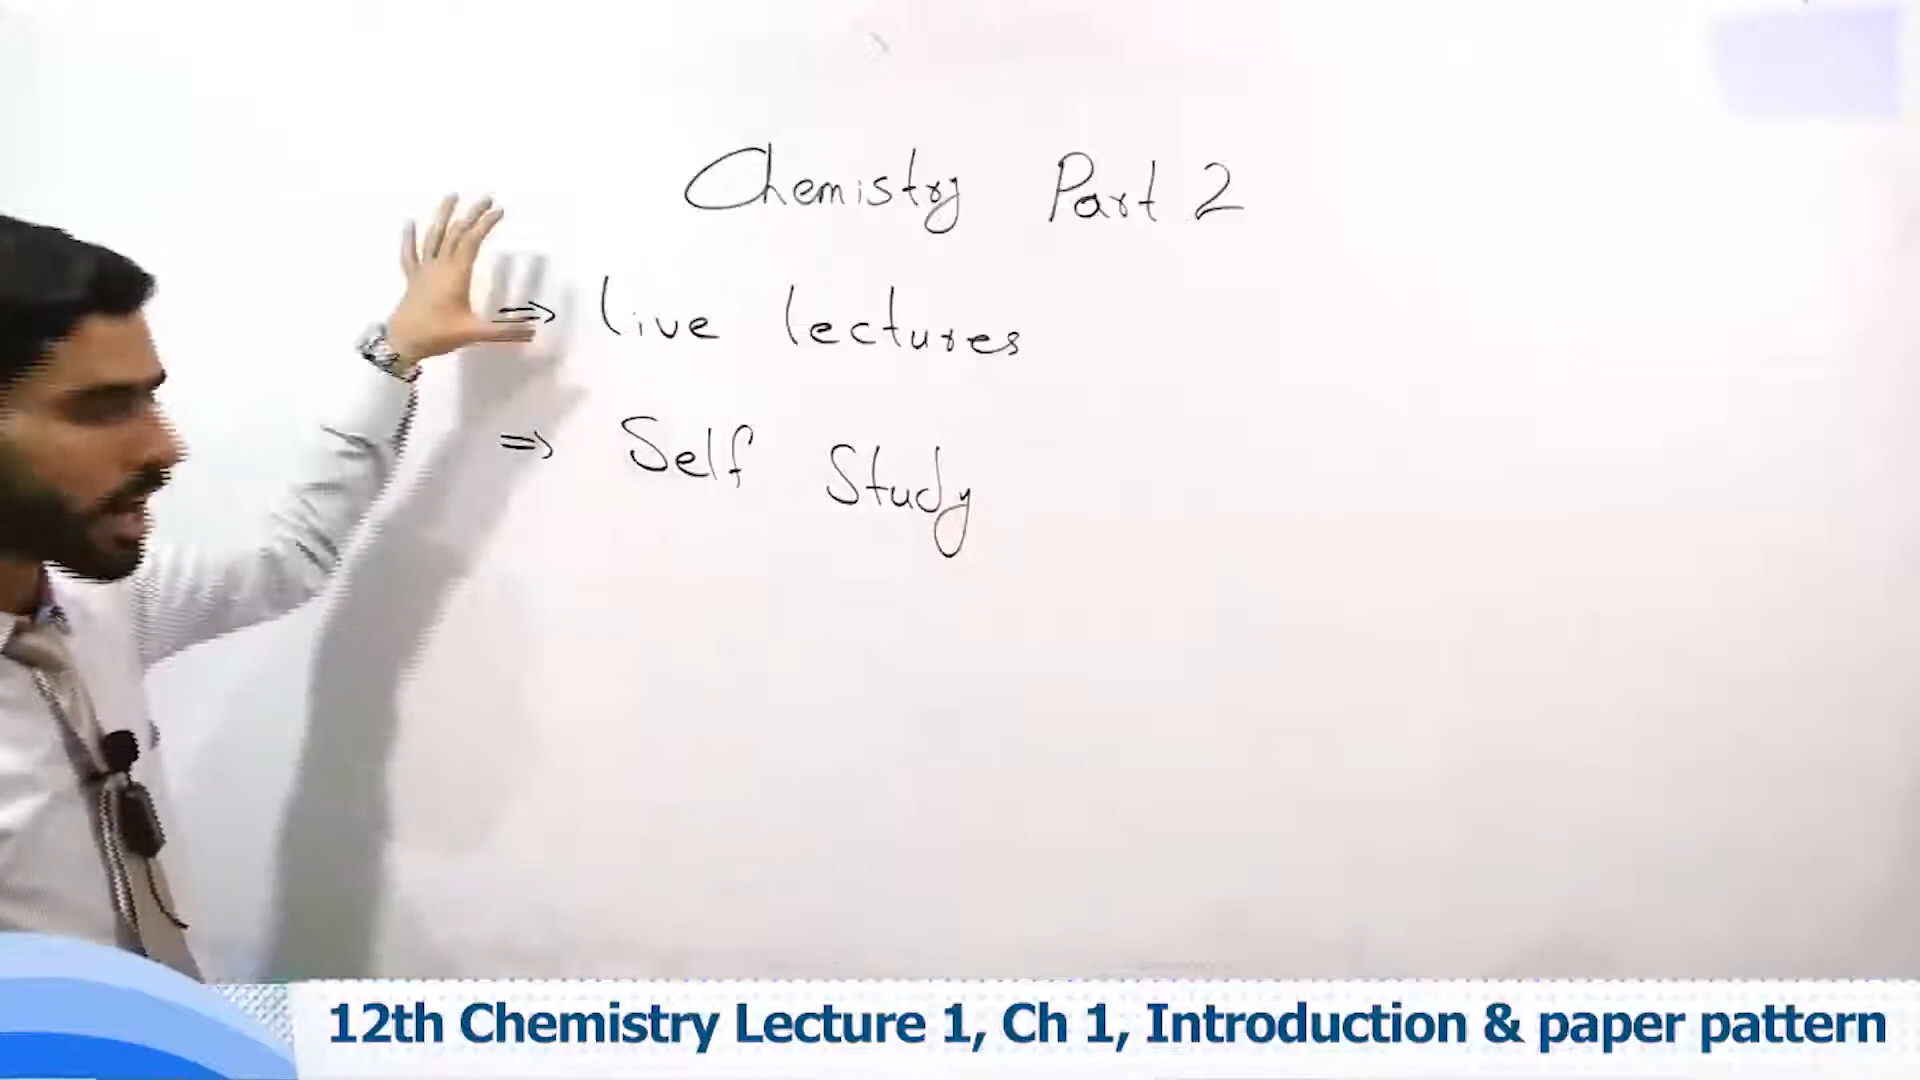 Chemistry Part 2
⇒ live lectures
⇒ Self Study
12th Chemistry Lecture 1, Ch 1, Introduction & paper pattern